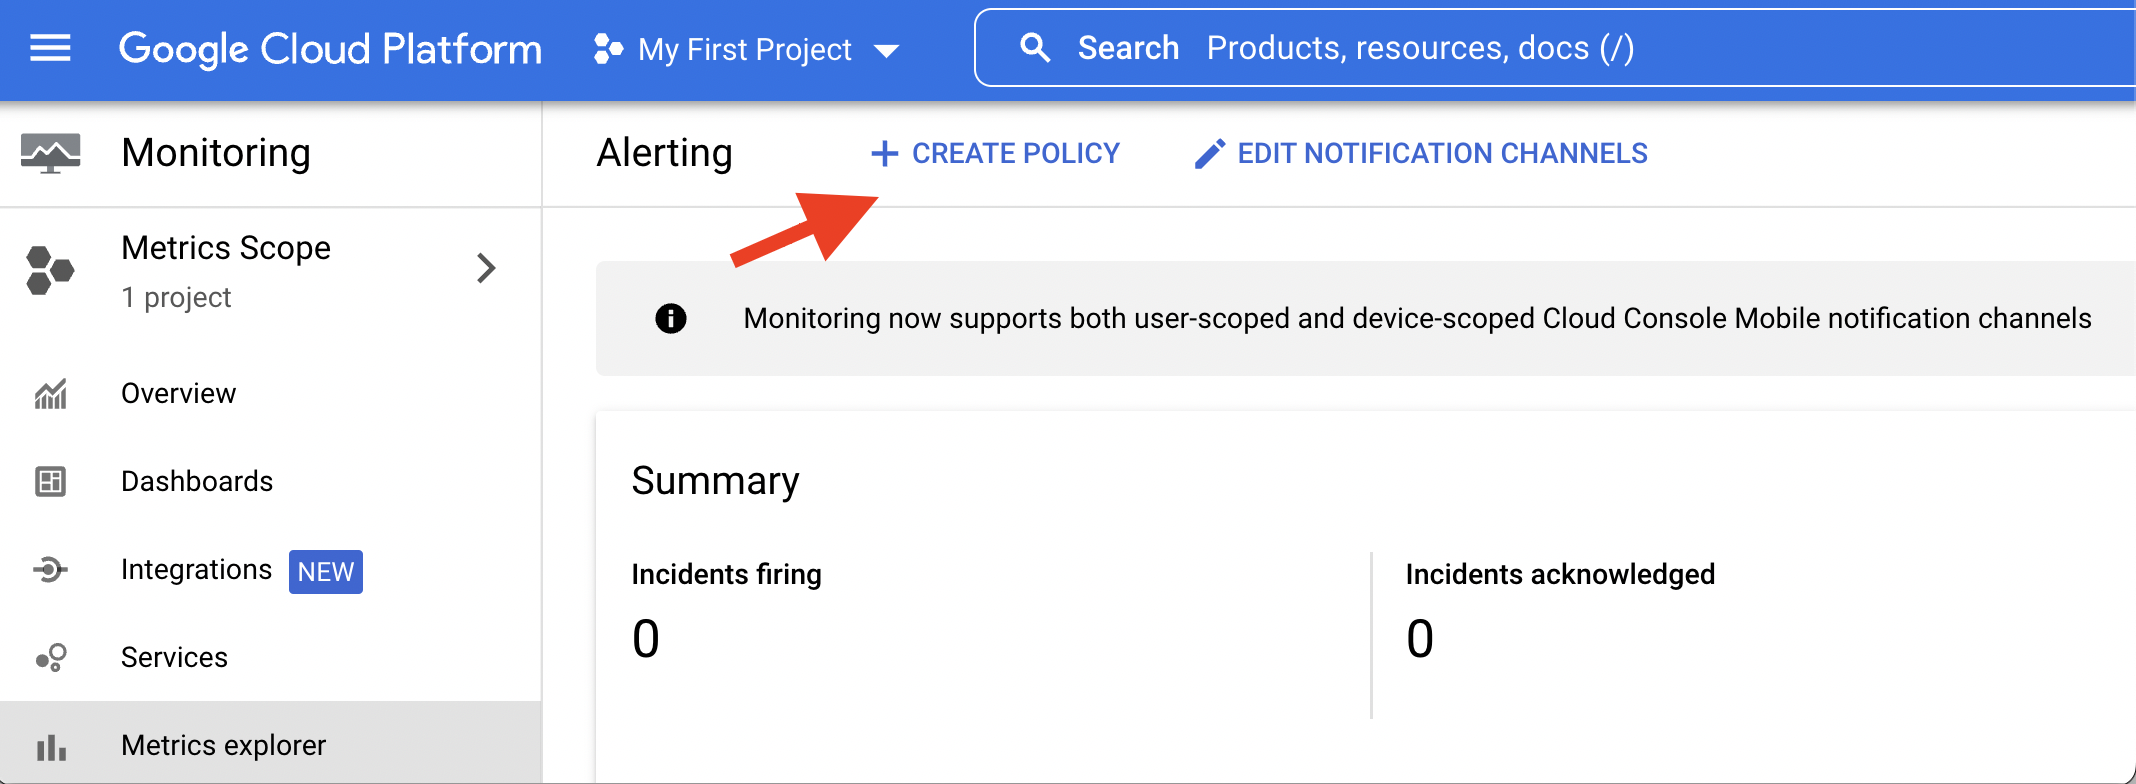 Google Cloud Platform
My First Project
Search Products, resources, docs (/)
Monitoring
Metrics Scope
1 project
Overview
Dashboards
Integrations NEW
Services
Metrics explorer
Alerting
CREATE POLICY
EDIT NOTIFICATION CHANNELS
Monitoring now supports both user-scoped and device-scoped Cloud Console Mobile notification channels
Summary
Incidents firing
0
Incidents acknowledged
0